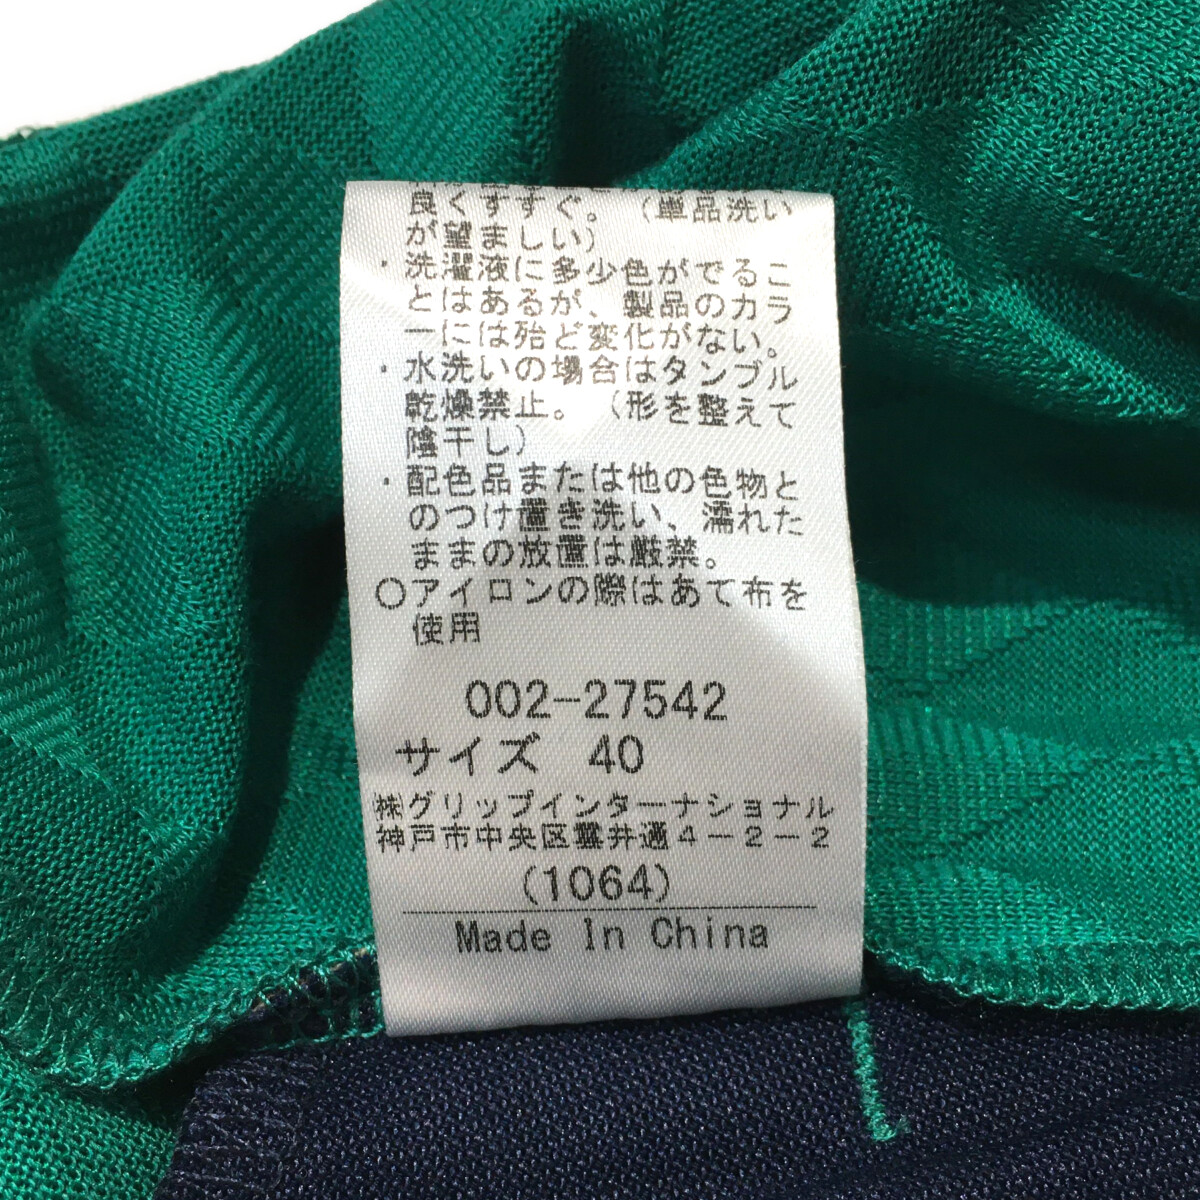 良くすすぐ。（単品洗い
が望ましい）
・洗濯液に多少色がでるこ
とはあるが、製品のカラ
ーには殆ど変化がない。
・水洗いの場合はタンブル
乾燥禁止。（形を整えて
陰干し）
・配色品または他の色物と
のつけ置き洗い、濡れた
ままの放置は厳禁。
○アイロンの際はあて布を
使用
002-27542
サイズ 40
㈱グリップインターナショナル
神戸市中央区雲井通4-2-2
(1064)
Made In China